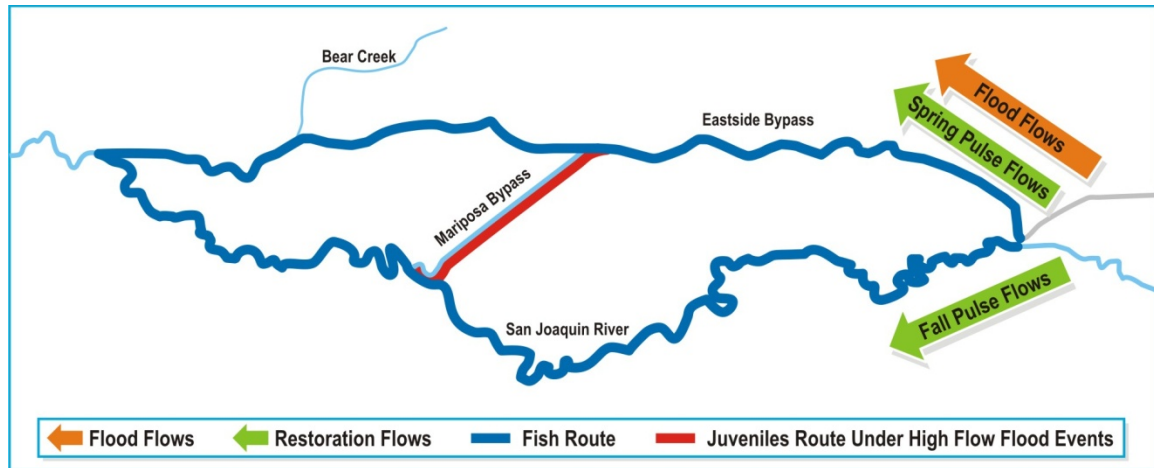 Bear Creek
Eastside Bypass
Flood Flows
Spring Pulse Flows
Mariposa Bypass
San Joaquin River
Fall Pulse Flows
Flood Flows
Restoration Flows
Fish Route
Juveniles Route Under High Flow Flood Events